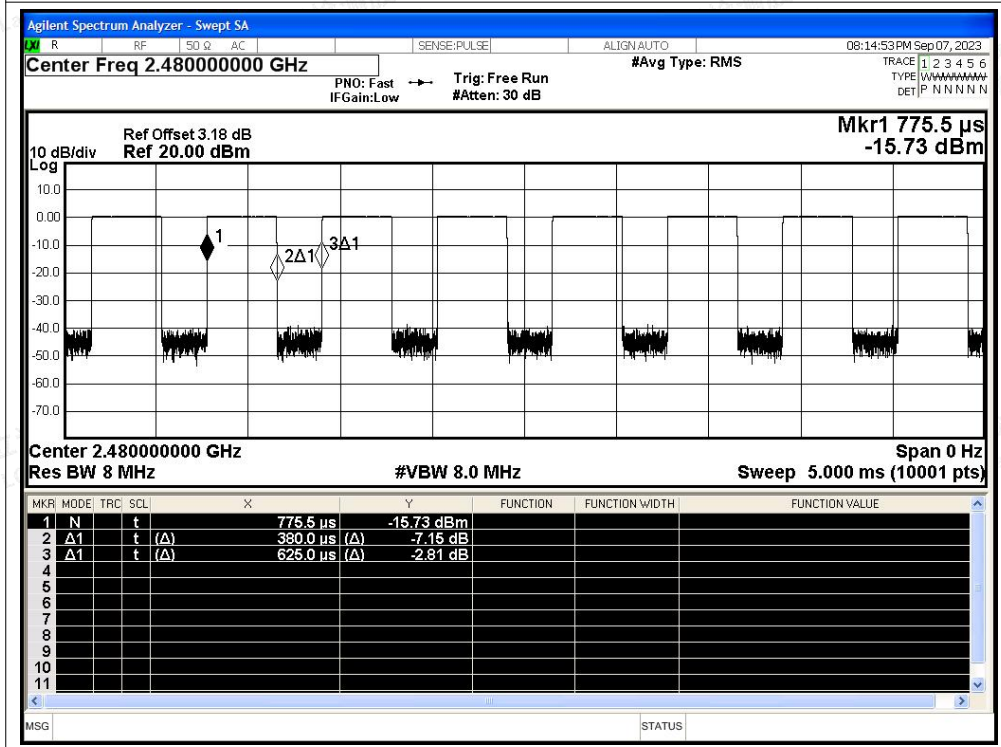 Agilent Spectrum Analyzer - Swept SA
LXI R RF 50 Ω AC SENSE:PULSE ALIGN AUTO 08:14:53 PM Sep 07, 2023
Center Freq 2.480000000 GHz #Avg Type: RMS TRACE 1 2 3 4 5 6
PNO: Fast Trig: Free Run TYPE WWWWWW
IFGain:Low #Atten: 30 dB DET P N N N N N
Mkr1 775.5 µs
Ref Offset 3.18 dB
10 dB/div Ref 20.00 dBm -15.73 dBm
Log
10.0
0.00
1
-10.0
2Δ1 3Δ1
-20.0
-30.0
-40.0
-50.0
-60.0
-70.0
Center 2.480000000 GHz Span 0 Hz
Res BW 8 MHz #VBW 8.0 MHz Sweep 5.000 ms (10001 pts)
MKR MODE TRC SCL X Y FUNCTION FUNCTION WIDTH FUNCTION VALUE
1 N t 775.5 µs -15.73 dBm
2 Δ1 t (Δ) 380.0 µs (Δ) -7.15 dB
3 Δ1 t (Δ) 625.0 µs (Δ) -2.81 dB
4
5
6
7
8
9
10
11
MSG STATUS